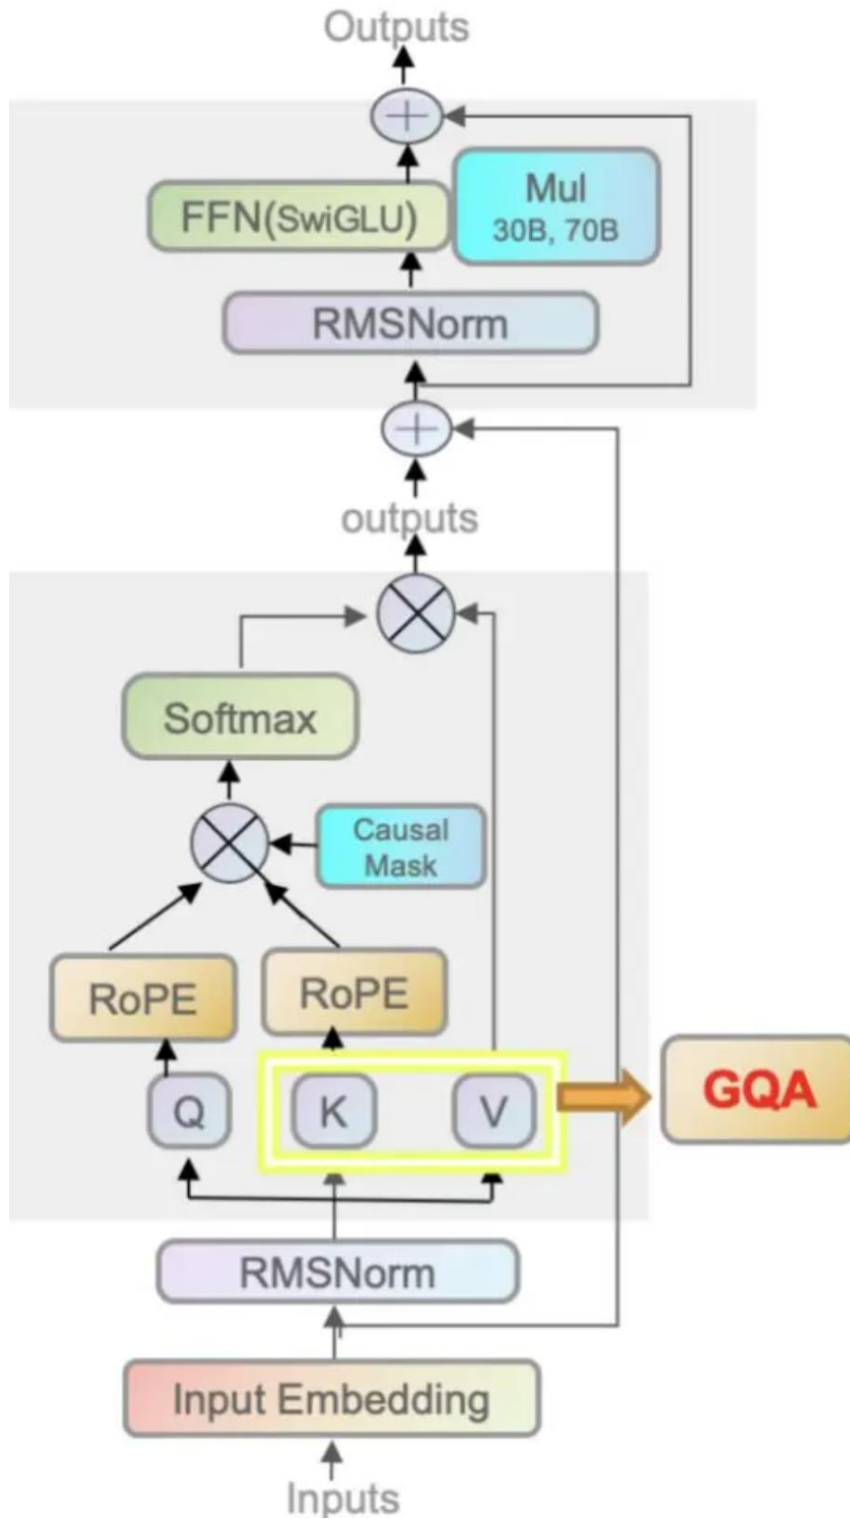 Outputs
FFN(SwiGLU)
Mul
30B, 70B
RMSNorm
outputs
Softmax
Causal
Mask
RoPE
RoPE
Q
K
V
GQA
RMSNorm
Input Embedding
Inputs